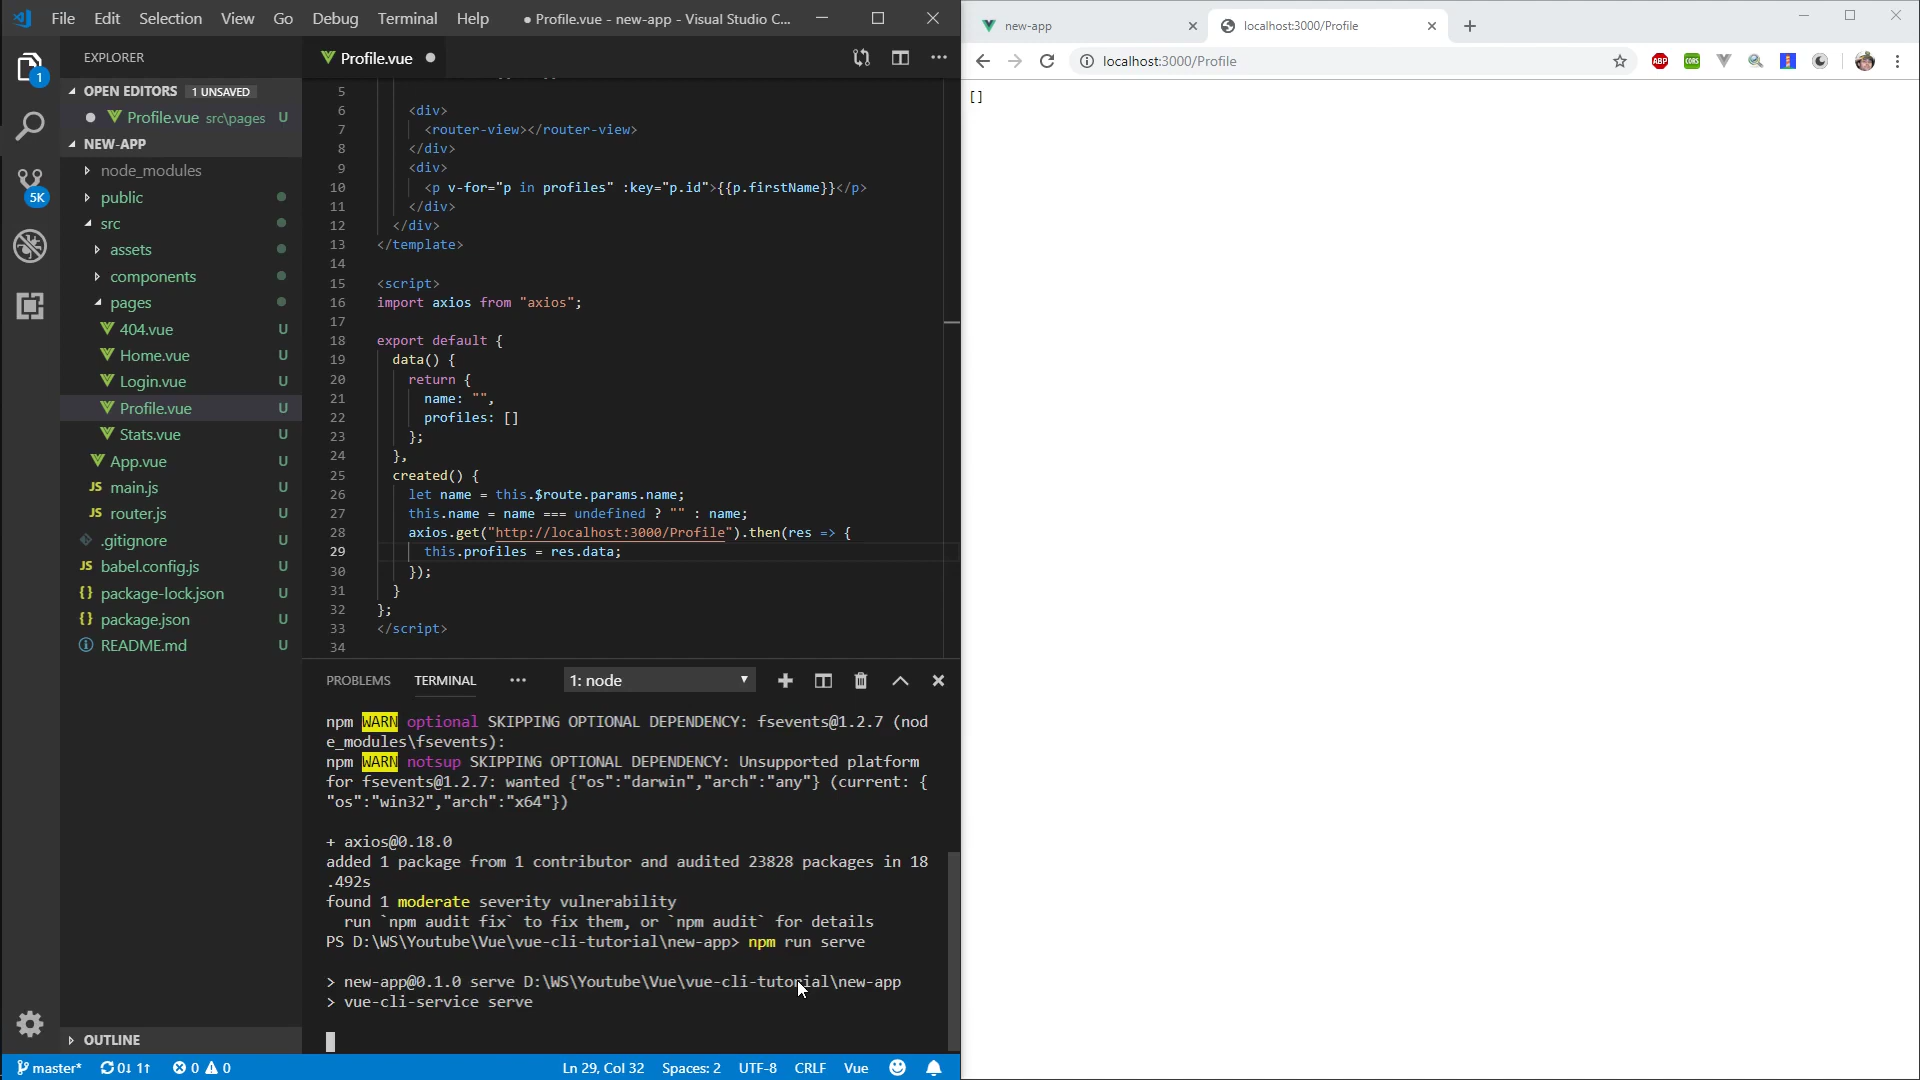 File Edit Selection View Go Debug Terminal Help
● Profile.vue - new-app - Visual Studio C...
EXPLORER
OPEN EDITORS 1 UNSAVED
Profile.vue src\pages U
NEW-APP
node_modules
public
src
assets
components
pages
404.vue U
Home.vue U
Login.vue U
Profile.vue U
Stats.vue U
App.vue U
JS main.js U
JS router.js U
.gitignore U
JS babel.config.js U
{} package-lock.json U
{} package.json U
README.md U
OUTLINE
1
5K
Profile.vue
5
6 <div>
7 <router-view></router-view>
8 </div>
9 <div>
10 <p v-for="p in profiles" :key="p.id">{{p.firstName}}</p>
11 </div>
12 </div>
13 </template>
14
15 <script>
16 import axios from "axios";
17
18 export default {
19 data() {
20 return {
21 name: "",
22 profiles: []
23 };
24 },
25 created() {
26 let name = this.$route.params.name;
27 this.name = name === undefined ? "" : name;
28 axios.get("http://localhost:3000/Profile").then(res => {
29 this.profiles = res.data;
30 });
31 }
32 };
33 </script>
34
PROBLEMS TERMINAL 1: node
npm WARN optional SKIPPING OPTIONAL DEPENDENCY: fsevents@1.2.7 (nod
e_modules\fsevents):
npm WARN notsup SKIPPING OPTIONAL DEPENDENCY: Unsupported platform
for fsevents@1.2.7: wanted {"os":"darwin","arch":"any"} (current: {
"os":"win32","arch":"x64"})
+ axios@0.18.0
added 1 package from 1 contributor and audited 23828 packages in 18
.492s
found 1 moderate severity vulnerability
run `npm audit fix` to fix them, or `npm audit` for details
PS D:\WS\Youtube\Vue\vue-cli-tutorial\new-app> npm run serve
> new-app@0.1.0 serve D:\WS\Youtube\Vue\vue-cli-tutorial\new-app
> vue-cli-service serve
master* 0↓ 1↑ 0 0 Ln 29, Col 32 Spaces: 2 UTF-8 CRLF Vue
new-app
localhost:3000/Profile
localhost:3000/Profile
ABP
CORS
[]